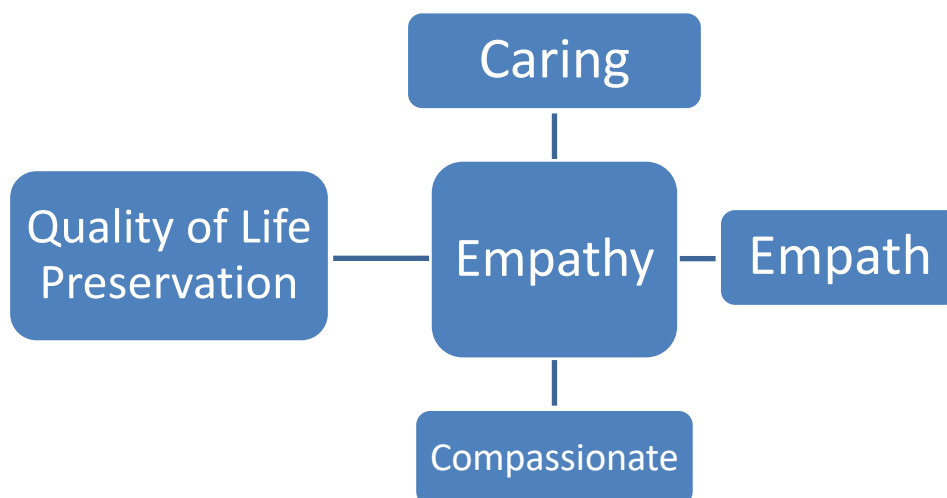 Caring
Quality of Life
Preservation
Empathy
Empath
Compassionate